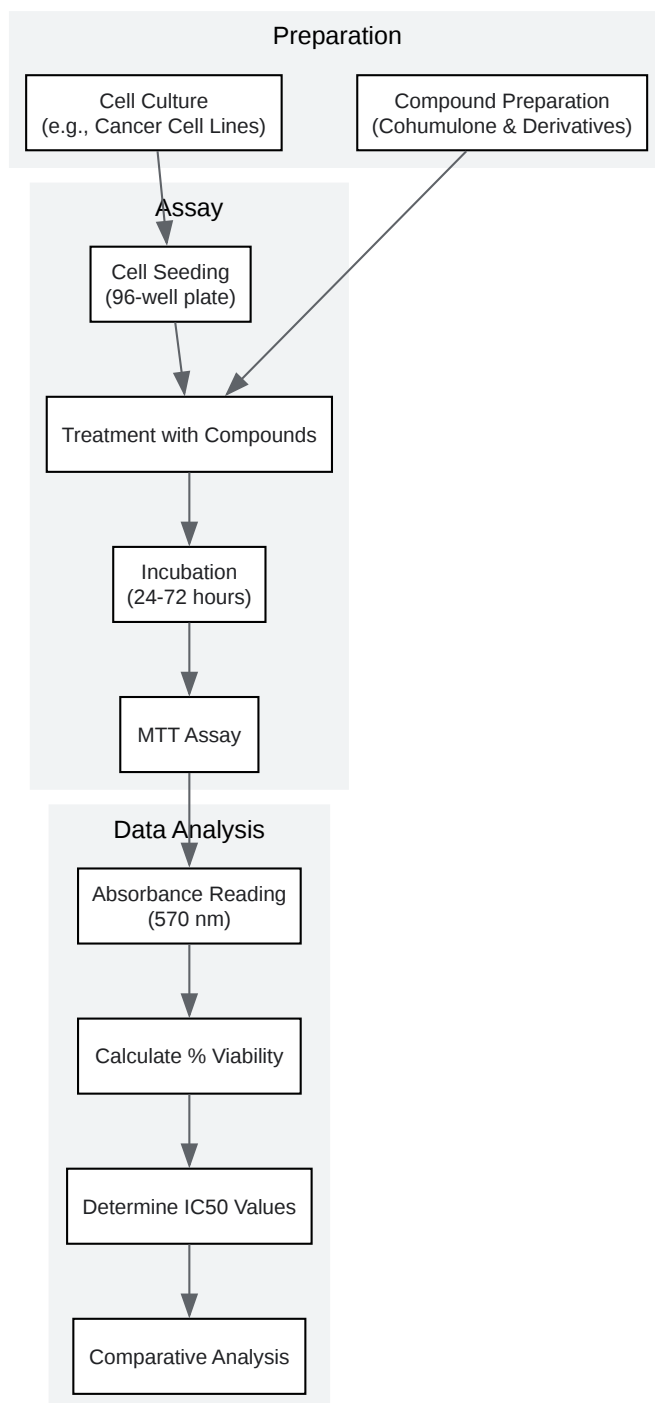 Preparation
Cell Culture
(e.g., Cancer Cell Lines)
Compound Preparation
(Cohumulone & Derivatives)
Assay
Cell Seeding
(96-well plate)
Treatment with Compounds
Incubation
(24-72 hours)
MTT Assay
Data Analysis
Absorbance Reading
(570 nm)
Calculate % Viability
Determine IC50 Values
Comparative Analysis